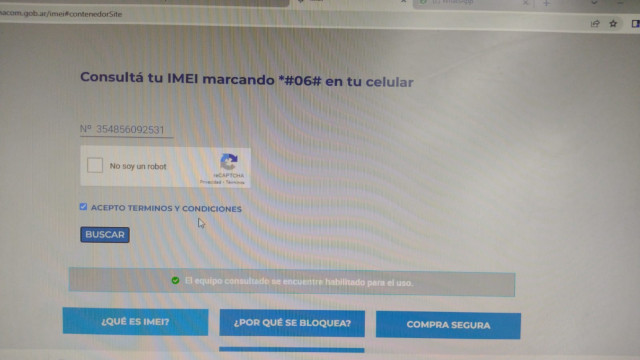 nacom.gob.ar/imei#contenedorSite
Consultá tu IMEI marcando *#06# en tu celular
Nº 354856092531
No soy un robot
reCAPTCHA
Privacidad - Términos
ACEPTO TERMINOS Y CONDICIONES
BUSCAR
El equipo consultado se encuentra habilitado para el uso.
¿QUÉ ES IMEI?
¿POR QUÉ SE BLOQUEA?
COMPRA SEGURA